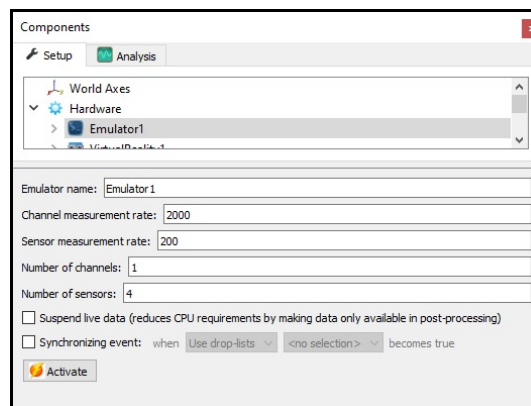 Components
Setup Analysis
World Axes
Hardware
Emulator1
VirtualReality1
Emulator name: Emulator1
Channel measurement rate: 2000
Sensor measurement rate: 200
Number of channels: 1
Number of sensors: 4
Suspend live data (reduces CPU requirements by making data only available in post-processing)
Synchronizing event: when Use drop-lists <no selection> becomes true
Activate